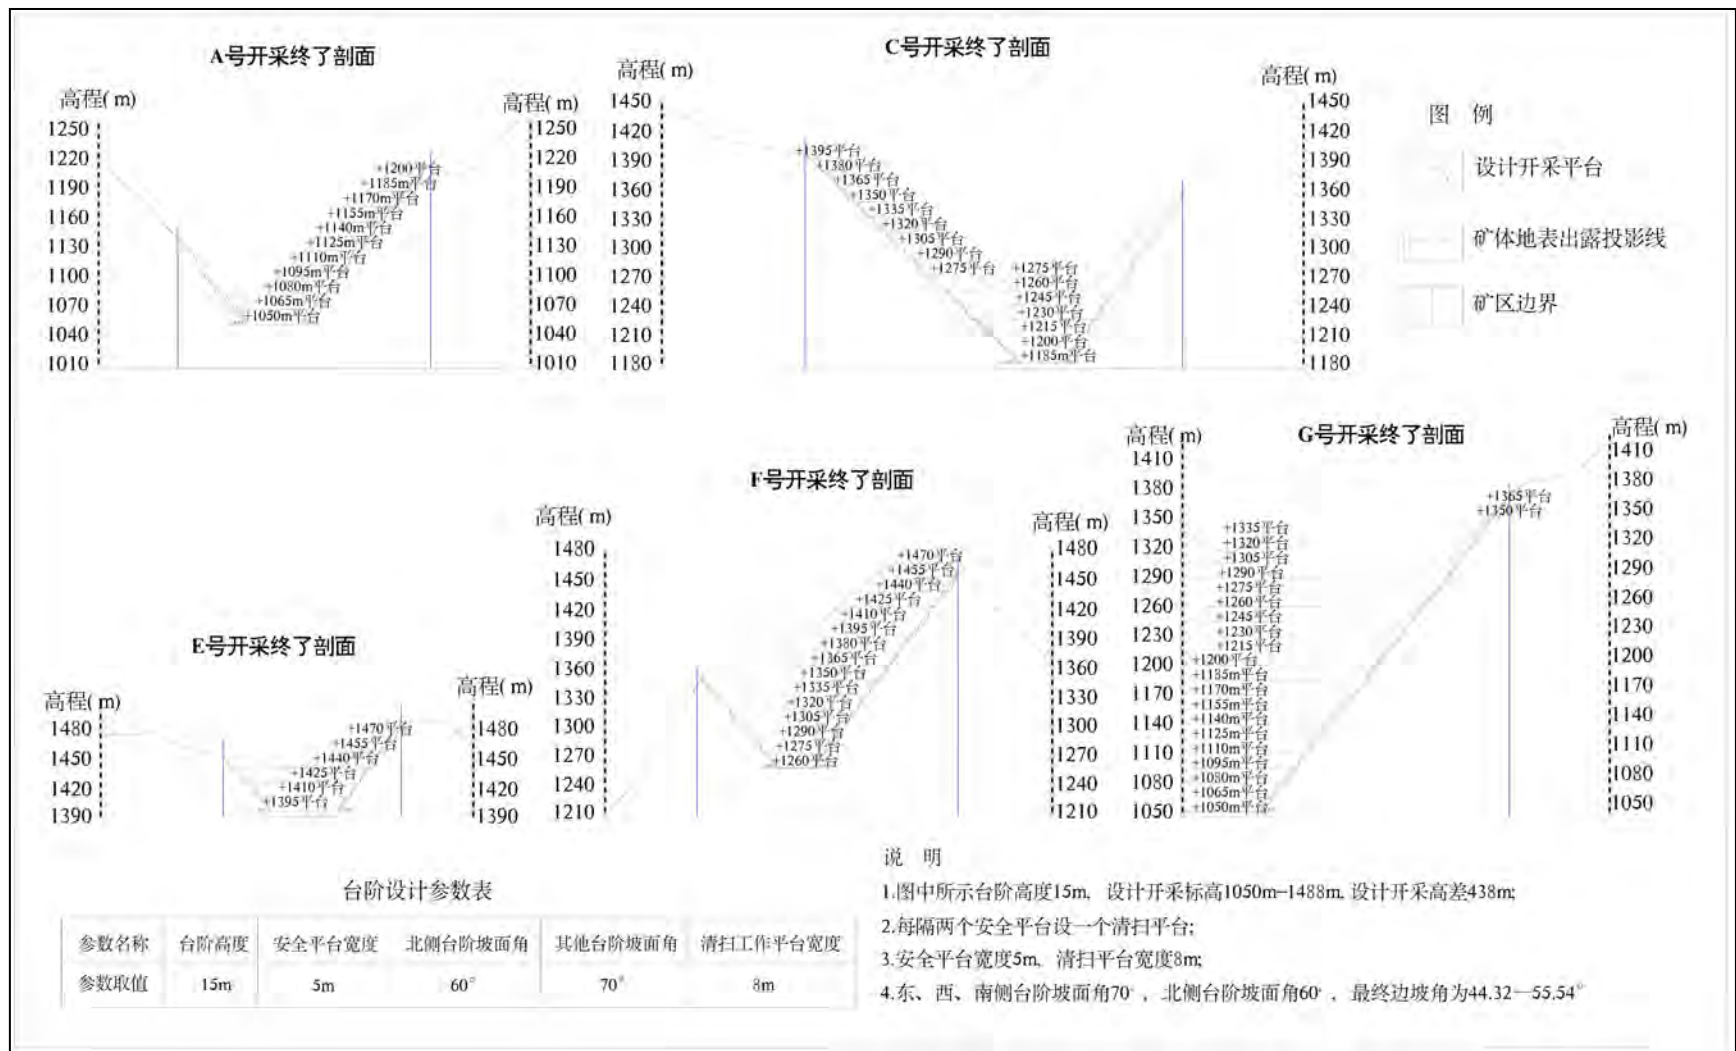 A号开采终了剖面
高程( m)
1250
1220
1190
1160
1130
1100
1070
1040
1010
+1200平台
+1185m平台
+1170m平台
+1155m平台
+1140m平台
+1125m平台
+1110m平台
+1095m平台
+1080m平台
+1065m平台
+1050m平台
高程( m)
1250
1220
1190
1160
1130
1100
1070
1040
1010
C号开采终了剖面
高程( m)
1450
1420
1390
1360
1330
1300
1270
1240
1210
1180
+1395平台
+1380平台
+1365平台
+1350平台
+1335平台
+1320平台
+1305平台
+1290平台
+1275平台
+1275平台
+1260平台
+1245平台
+1230平台
+1215平台
+1200平台
+1185m平台
高程( m)
1450
1420
1390
1360
1330
1300
1270
1240
1210
1180
图 例
设计开采平台
矿体地表出露投影线
矿区边界
E号开采终了剖面
高程( m)
1480
1450
1420
1390
+1470平台
+1455平台
+1440平台
+1425平台
+1410平台
+1395平台
高程( m)
1480
1450
1420
1390
F号开采终了剖面
高程( m)
1480
1450
1420
1390
1360
1330
1300
1270
1240
1210
+1470平台
+1455平台
+1440平台
+1425平台
+1410平台
+1395平台
+1380平台
+1365平台
+1350平台
+1335平台
+1320平台
+1305平台
+1290平台
+1275平台
+1260平台
高程( m)
1480
1450
1420
1390
1360
1330
1300
1270
1240
1210
G号开采终了剖面
高程( m)
1410
1380
1350
1320
1290
1260
1230
1200
1170
1140
1110
1080
1050
+1365平台
+1350平台
+1335平台
+1320平台
+1305平台
+1290平台
+1275平台
+1260平台
+1245平台
+1230平台
+1215平台
+1200平台
+1185m平台
+1170m平台
+1155m平台
+1140m平台
+1125m平台
+1110m平台
+1095m平台
+1080m平台
+1065m平台
+1050m平台
高程( m)
1410
1380
1350
1320
1290
1260
1230
1200
1170
1140
1110
1080
1050
台阶设计参数表
参数名称 台阶高度 安全平台宽度 北侧台阶坡面角 其他台阶坡面角 清扫工作平台宽度
参数取值 15m 5m 60° 70° 8m
说 明
1.图中所示台阶高度15m, 设计开采标高1050m-1488m, 设计开采高差438m;
2.每隔两个安全平台设一个清扫平台;
3.安全平台宽度5m, 清扫平台宽度8m;
4.东、西、南侧台阶坡面角70°, 北侧台阶坡面角60°, 最终边坡角为44.32—55.54°